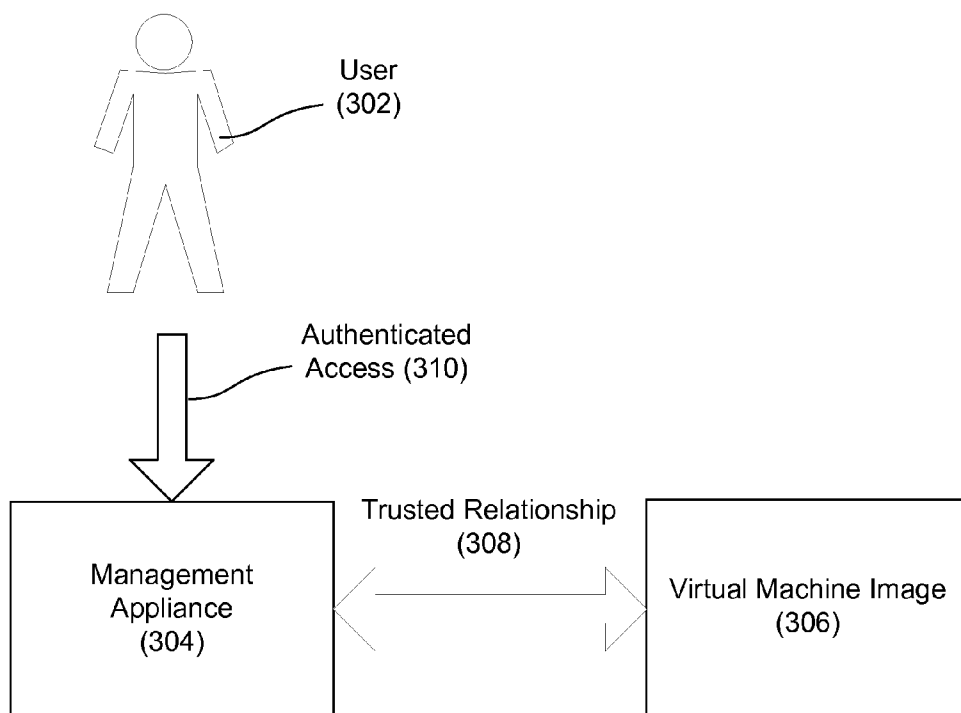 User
(302)
Authenticated
Access (310)
Trusted Relationship
(308)
Management
Appliance
(304)
Virtual Machine Image
(306)